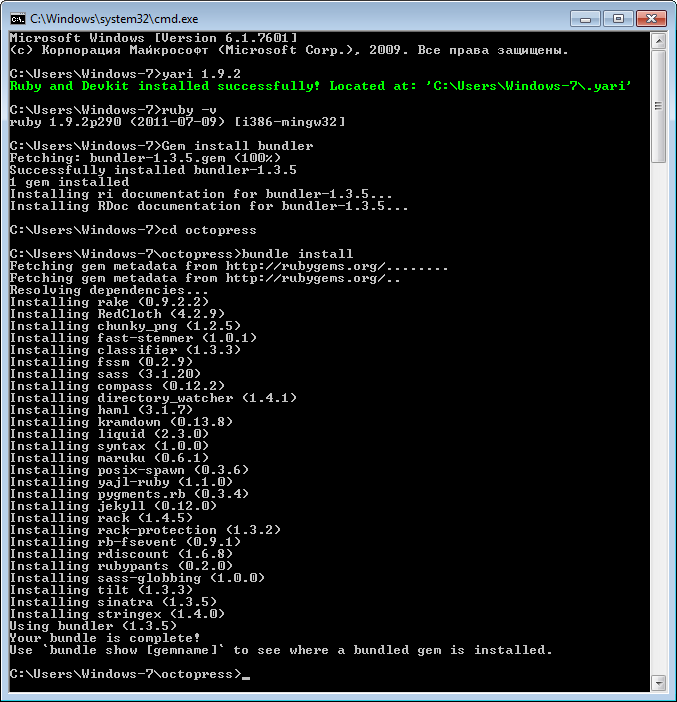 C:\Windows\system32\cmd.exe
Microsoft Windows [Version 6.1.7601]
(c) Корпорация Майкрософт (Microsoft Corp.), 2009. Все права защищены.
C:\Users\Windows-7>yari 1.9.2
Ruby and Devkit installed successfully! Located at: 'C:\Users\Windows-7\.yari'
C:\Users\Windows-7>ruby -v
ruby 1.9.2p290 (2011-07-09) [i386-mingw32]
C:\Users\Windows-7>Gem install bundler
Fetching: bundler-1.3.5.gem (100%)
Successfully installed bundler-1.3.5
1 gem installed
Installing ri documentation for bundler-1.3.5...
Installing RDoc documentation for bundler-1.3.5...
C:\Users\Windows-7>cd octopress
C:\Users\Windows-7\octopress>bundle install
Fetching gem metadata from http://rubygems.org/........
Fetching gem metadata from http://rubygems.org/..
Resolving dependencies...
Installing rake (0.9.2.2)
Installing RedCloth (4.2.9)
Installing chunky_png (1.2.5)
Installing fast-stemmer (1.0.1)
Installing classifier (1.3.3)
Installing fssm (0.2.9)
Installing sass (3.1.20)
Installing compass (0.12.2)
Installing directory_watcher (1.4.1)
Installing haml (3.1.7)
Installing kramdown (0.13.8)
Installing liquid (2.3.0)
Installing syntax (1.0.0)
Installing maruku (0.6.1)
Installing posix-spawn (0.3.6)
Installing yajl-ruby (1.1.0)
Installing pygments.rb (0.3.4)
Installing jekyll (0.12.0)
Installing rack (1.4.5)
Installing rack-protection (1.3.2)
Installing rb-fsevent (0.9.1)
Installing rdiscount (1.6.8)
Installing rubypants (0.2.0)
Installing sass-globbing (1.0.0)
Installing tilt (1.3.3)
Installing sinatra (1.3.5)
Installing stringex (1.4.0)
Using bundler (1.3.5)
Your bundle is complete!
Use `bundle show [gemname]` to see where a bundled gem is installed.
C:\Users\Windows-7\octopress>_